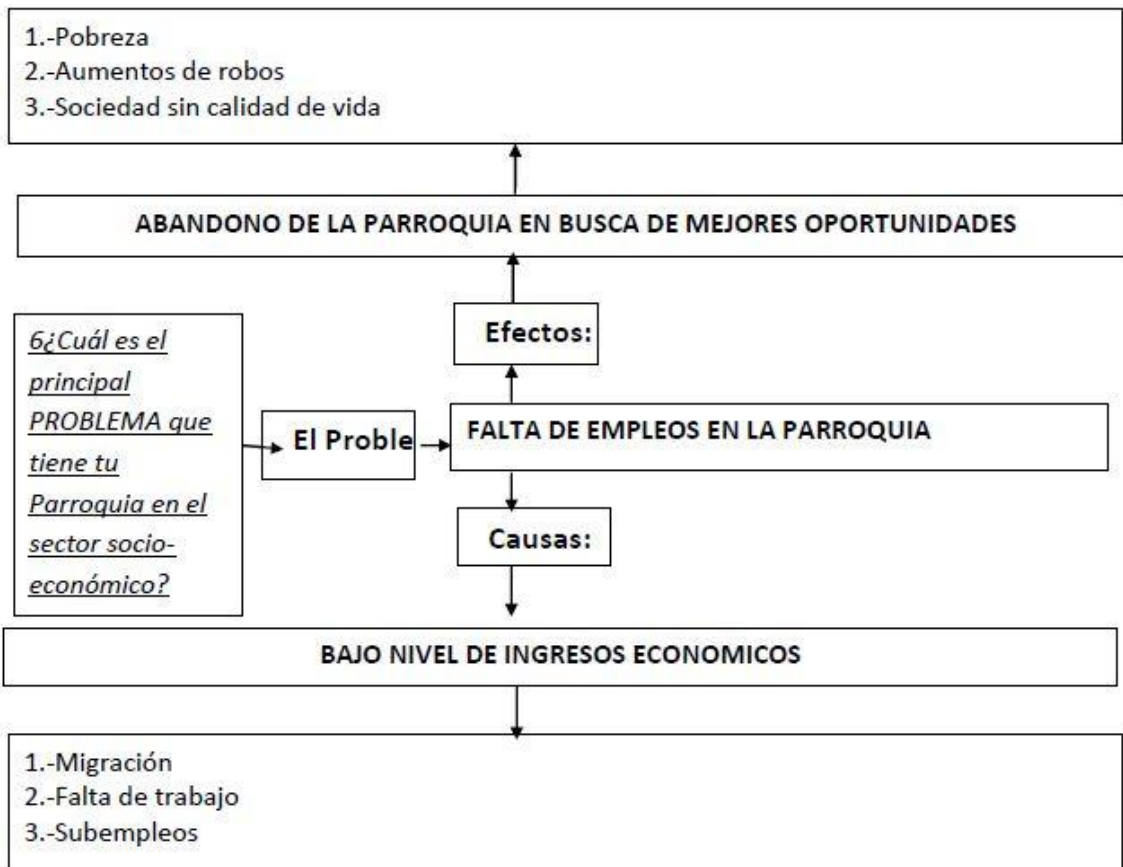 1.-Pobreza
2.-Aumentos de robos
3.-Sociedad sin calidad de vida
ABANDONO DE LA PARROQUIA EN BUSCA DE MEJORES OPORTUNIDADES
Efectos:
6¿Cuál es el
principal
PROBLEMA que
tiene tu
Parroquia en el
sector socio-
económico?
El Proble
FALTA DE EMPLEOS EN LA PARROQUIA
Causas:
BAJO NIVEL DE INGRESOS ECONOMICOS
1.-Migración
2.-Falta de trabajo
3.-Subempleos